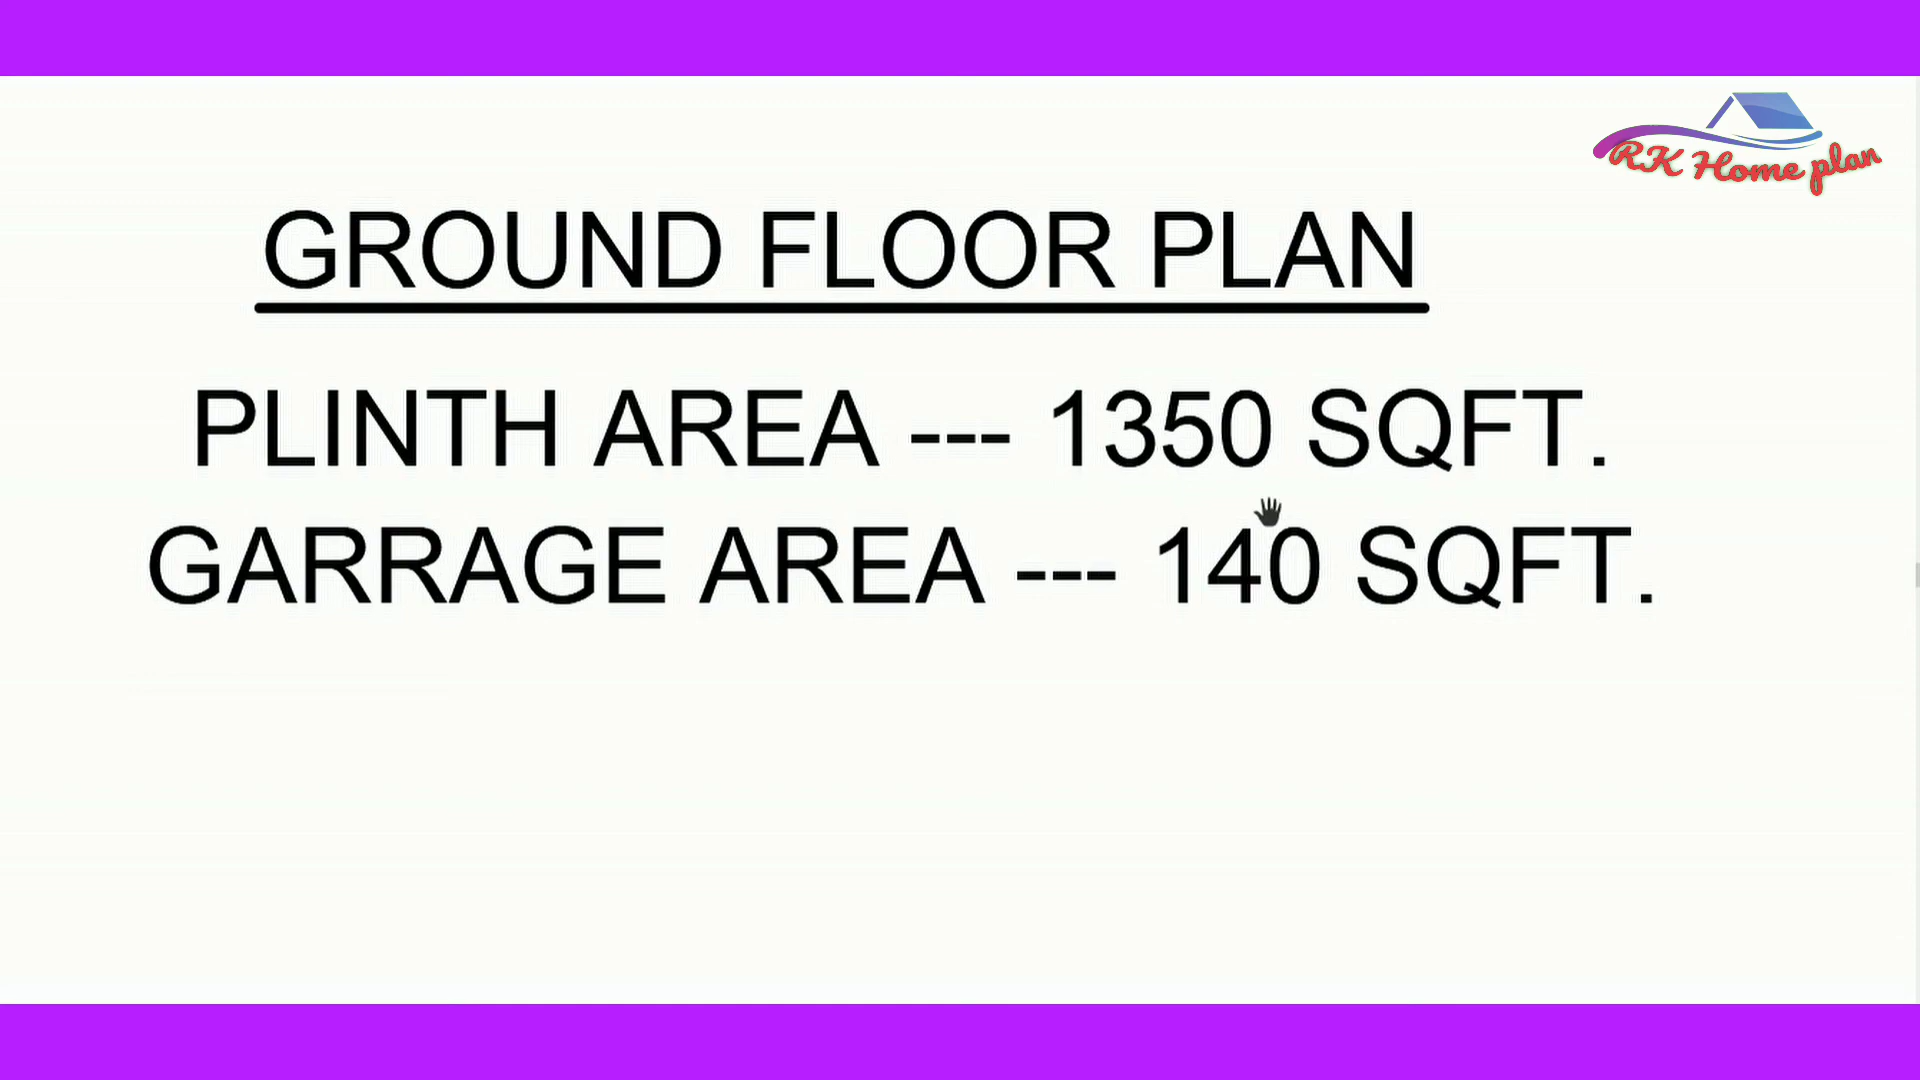 RK Home plan
GROUND FLOOR PLAN
PLINTH AREA --- 1350 SQFT.
GARRAGE AREA --- 140 SQFT.